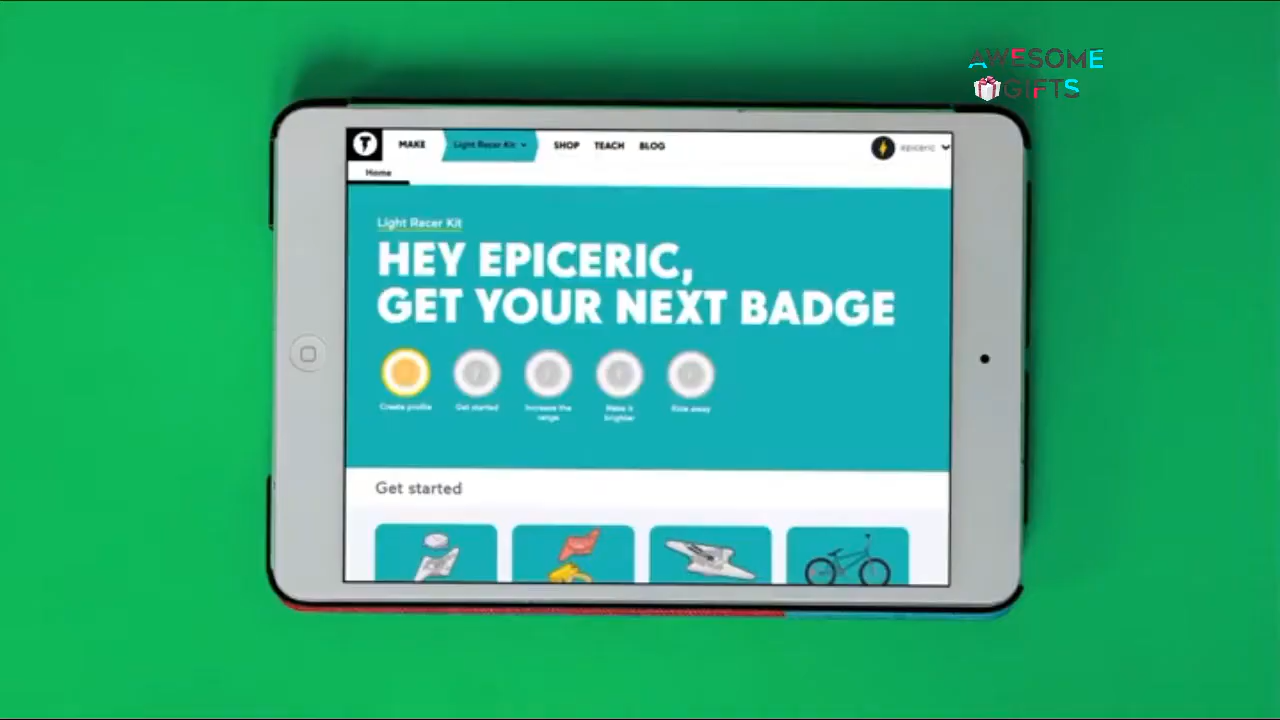 AWESOME
GIFTS
T
MAKE
Light Racer Kit
SHOP
TEACH
BLOG
epiceric
Home
Light Racer Kit
HEY EPICERIC,
GET YOUR NEXT BADGE
Create profile
Get started
Increase the
range
Make it
brighter
Ride away
Get started